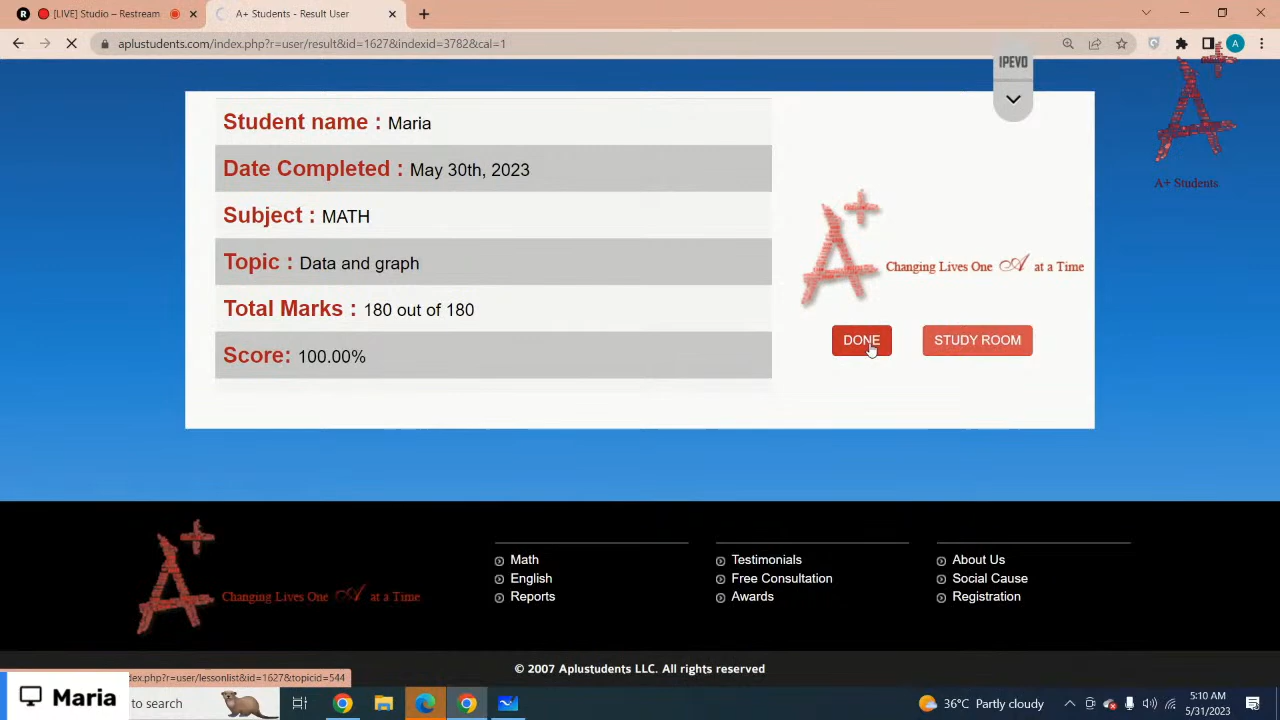 [LIVE] Studio – Restream
A+ Students - Result User
aplustudents.com/index.php?r=user/result&id=1627&indexid=3782&cal=1
IPEVO
A+
A+ Students
Student name : Maria
Date Completed : May 30th, 2023
Subject : MATH
Topic : Data and graph
Total Marks : 180 out of 180
Score: 100.00%
A+
Changing Lives One A at a Time
DONE
STUDY ROOM
A+
Changing Lives One A at a Time
Math
English
Reports
Testimonials
Free Consultation
Awards
About Us
Social Cause
Registration
© 2007 Aplustudents LLC. All rights reserved
?r=user/lessonlist&id=1627&topicid=544
Maria
to search
36°C Partly cloudy
5:10 AM
5/31/2023